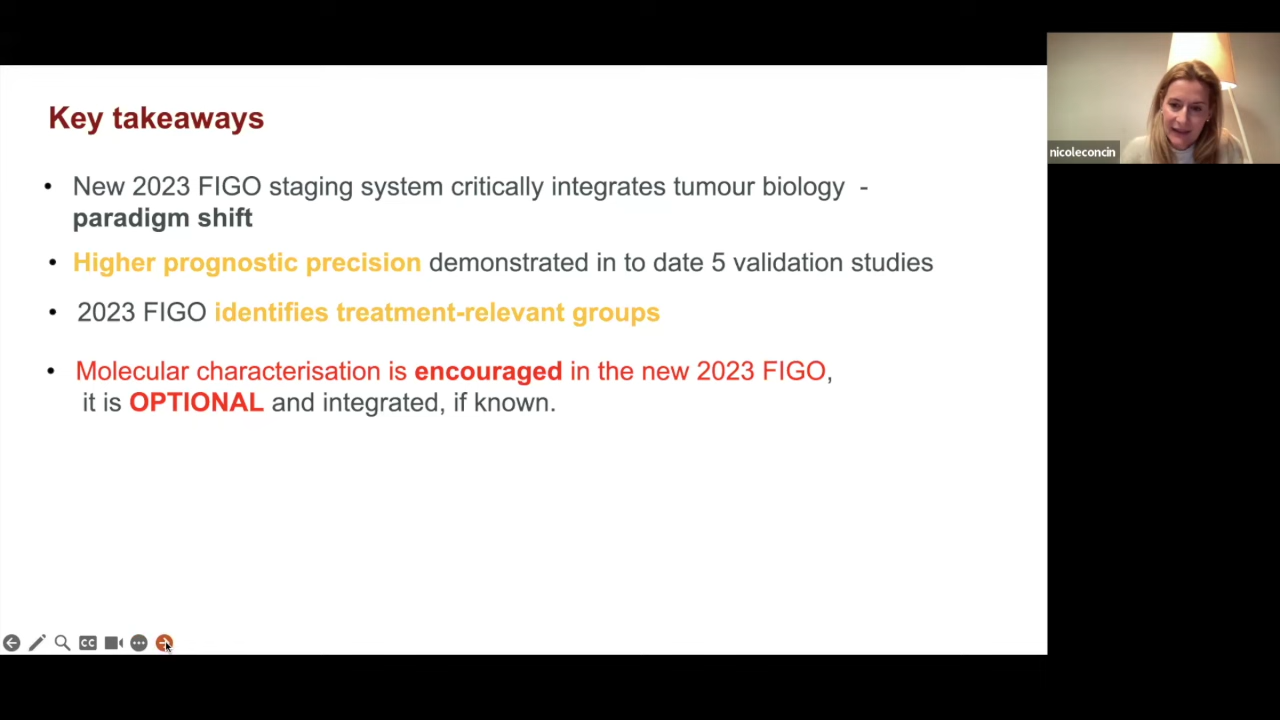 Key takeaways
• New 2023 FIGO staging system critically integrates tumour biology -
paradigm shift
• Higher prognostic precision demonstrated in to date 5 validation studies
• 2023 FIGO identifies treatment-relevant groups
• Molecular characterisation is encouraged in the new 2023 FIGO,
it is OPTIONAL and integrated, if known.
nicoleconcin
CC